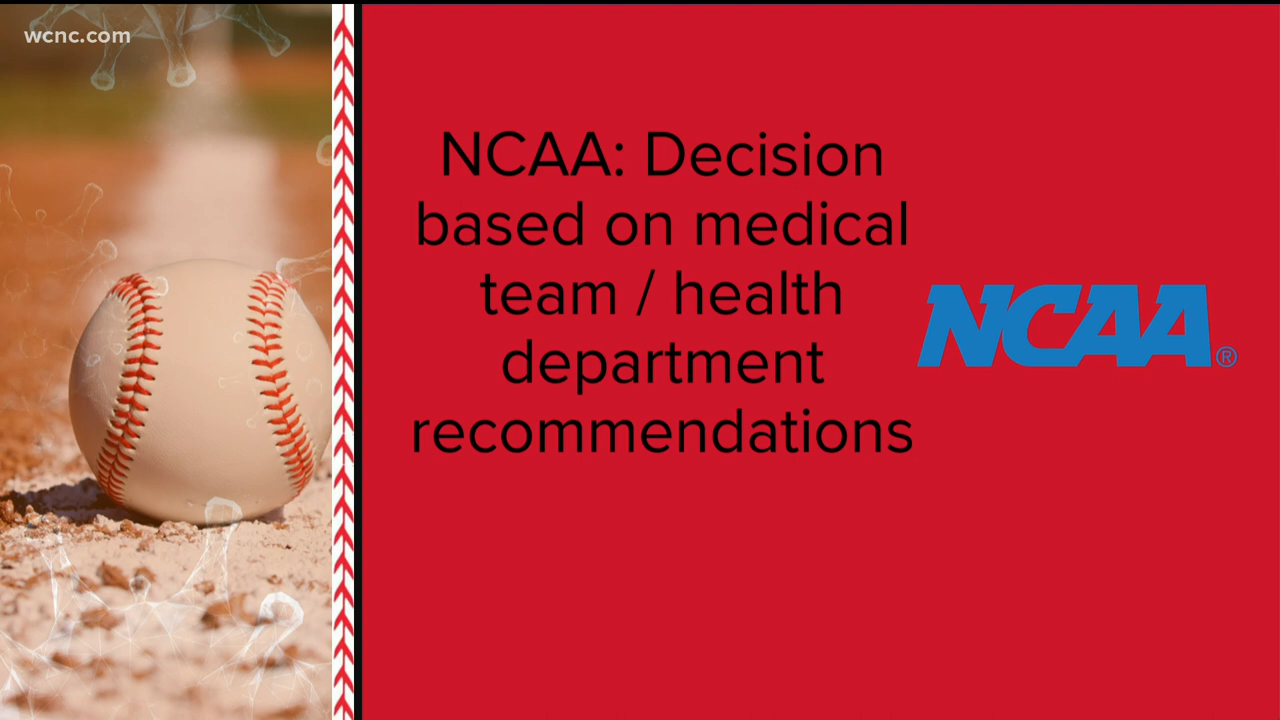 wcnc.com
NCAA: Decision
based on medical
team / health
department
recommendations
NCAA®